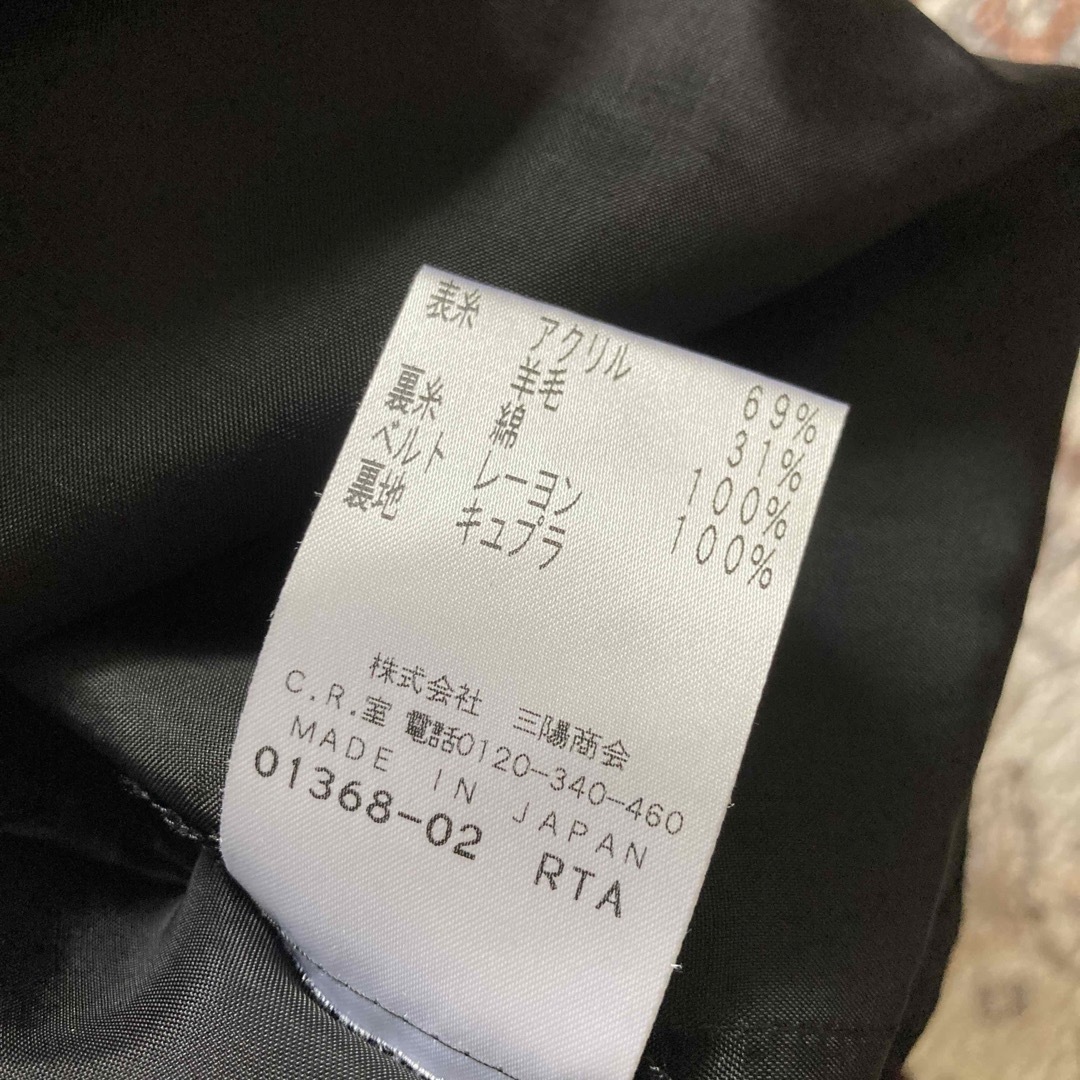 表糸 アクリル 69%
羊毛 31%
裏糸 綿 100%
ベルト レーヨン 100%
裏地 キュプラ
株式会社 三陽商会
C.R.室 電話0120-340-460
MADE IN JAPAN
01368-02 RTA